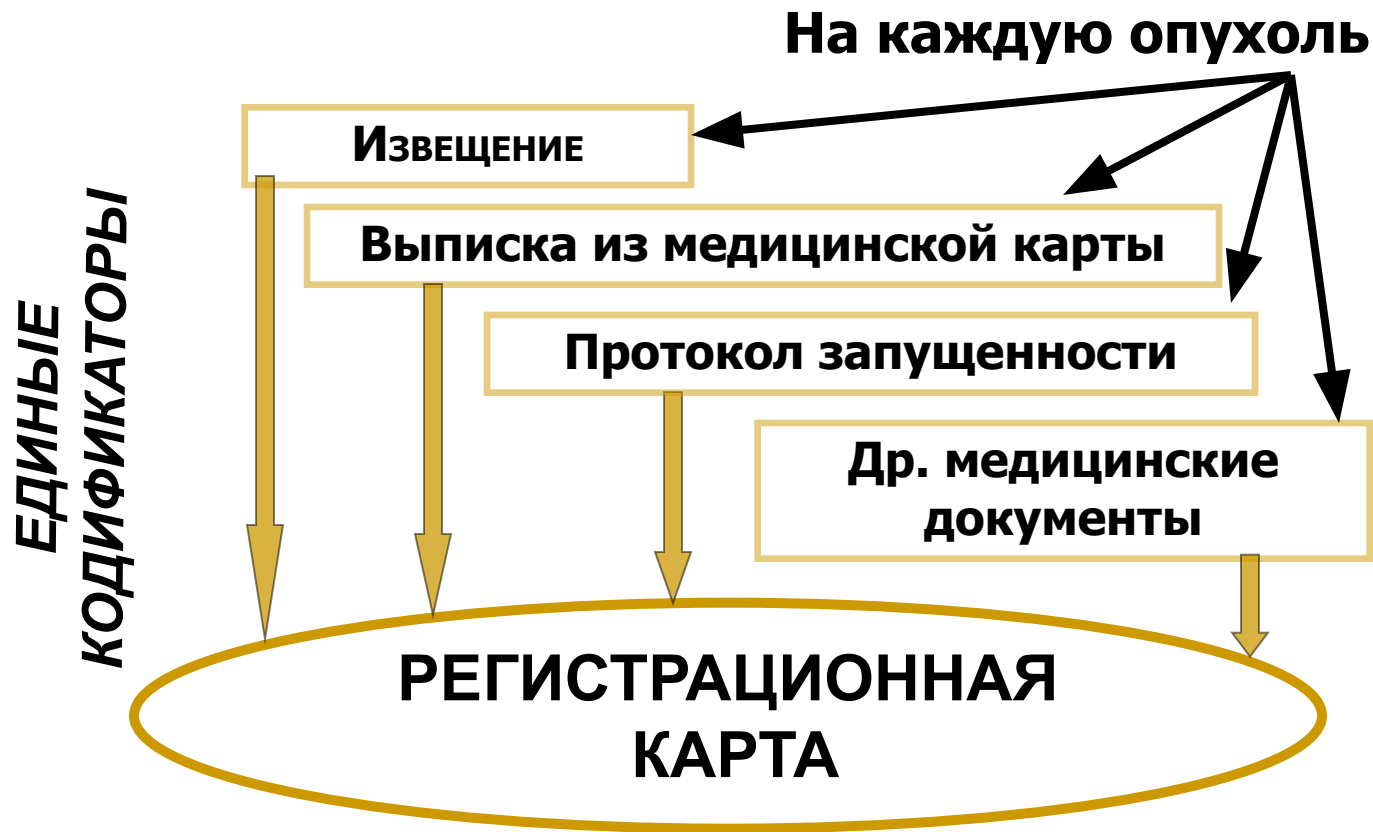 На каждую опухоль
Извещение
Выписка из медицинской карты
Протокол запущенности
Др. медицинские
документы
ЕДИНЫЕ
КОДИФИКАТОРЫ
РЕГИСТРАЦИОННАЯ
КАРТА